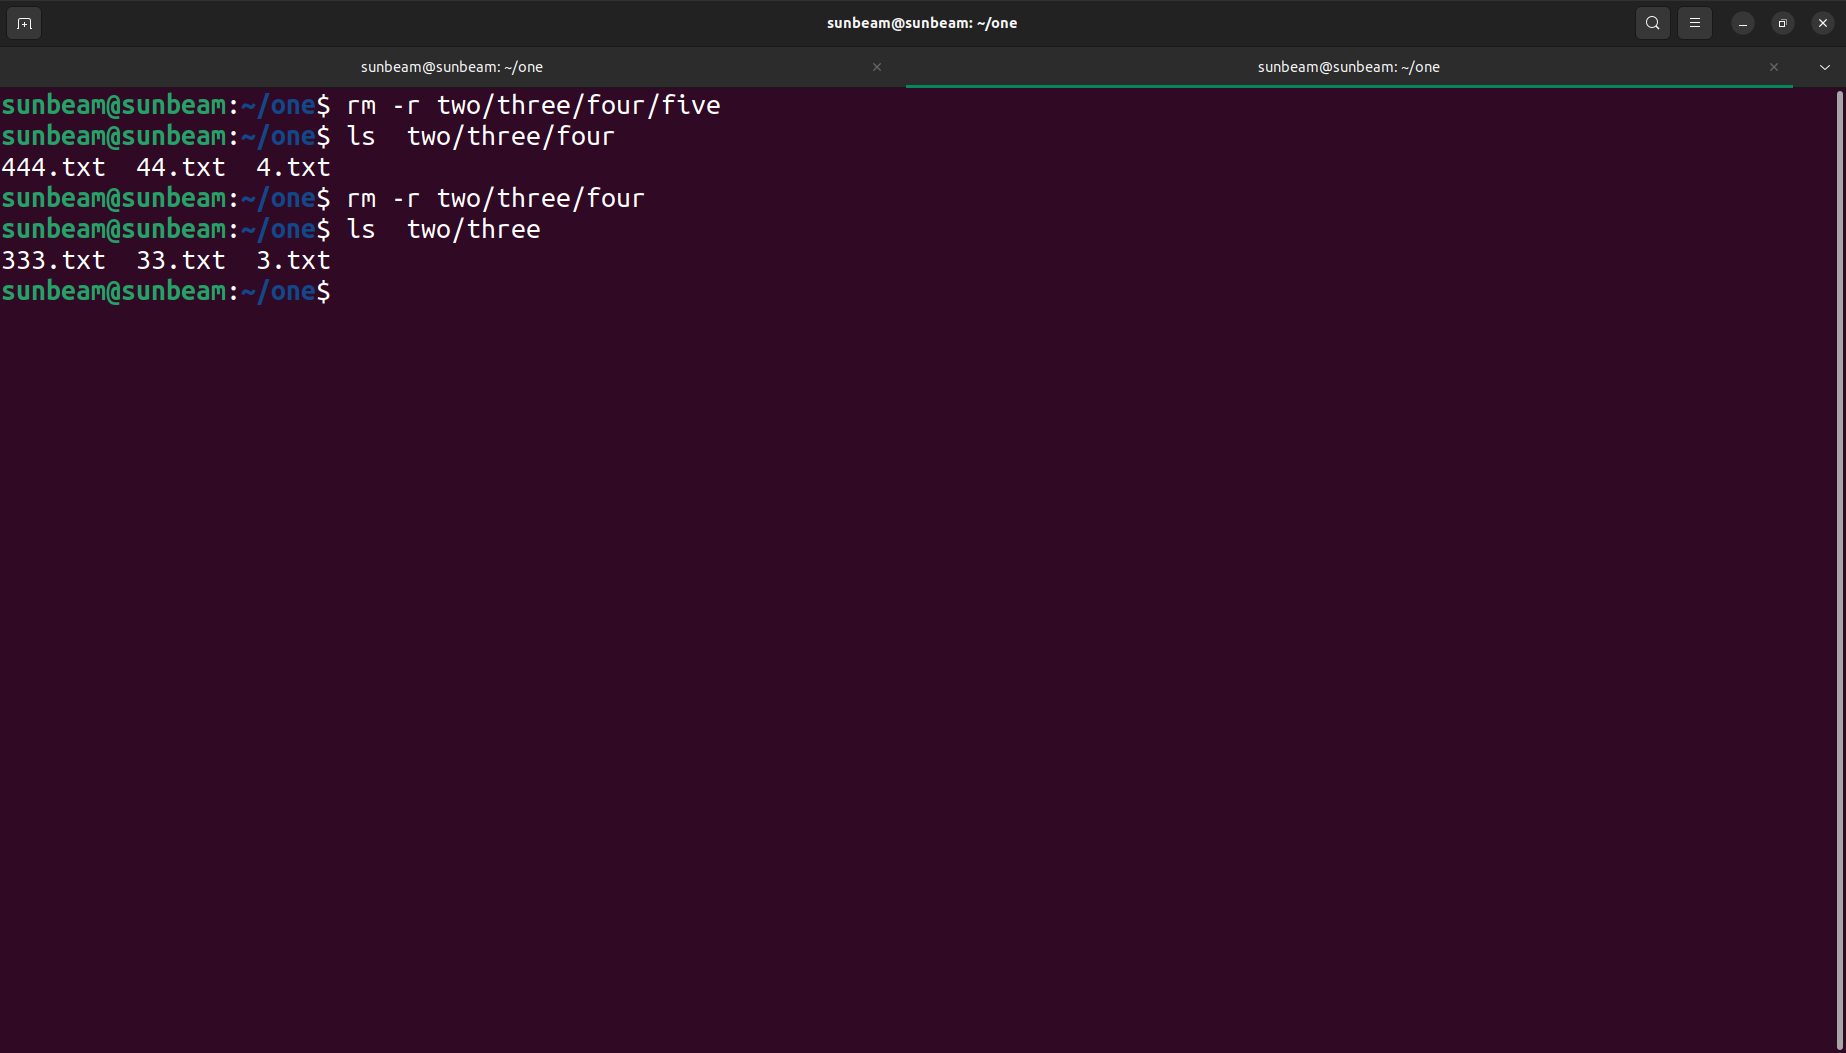 sunbeam@sunbeam: ~/one
sunbeam@sunbeam: ~/one sunbeam@sunbeam: ~/one
sunbeam@sunbeam:~/one$ rm -r two/three/four/five
sunbeam@sunbeam:~/one$ ls  two/three/four
444.txt  44.txt  4.txt
sunbeam@sunbeam:~/one$ rm -r two/three/four
sunbeam@sunbeam:~/one$ ls  two/three
333.txt  33.txt  3.txt
sunbeam@sunbeam:~/one$